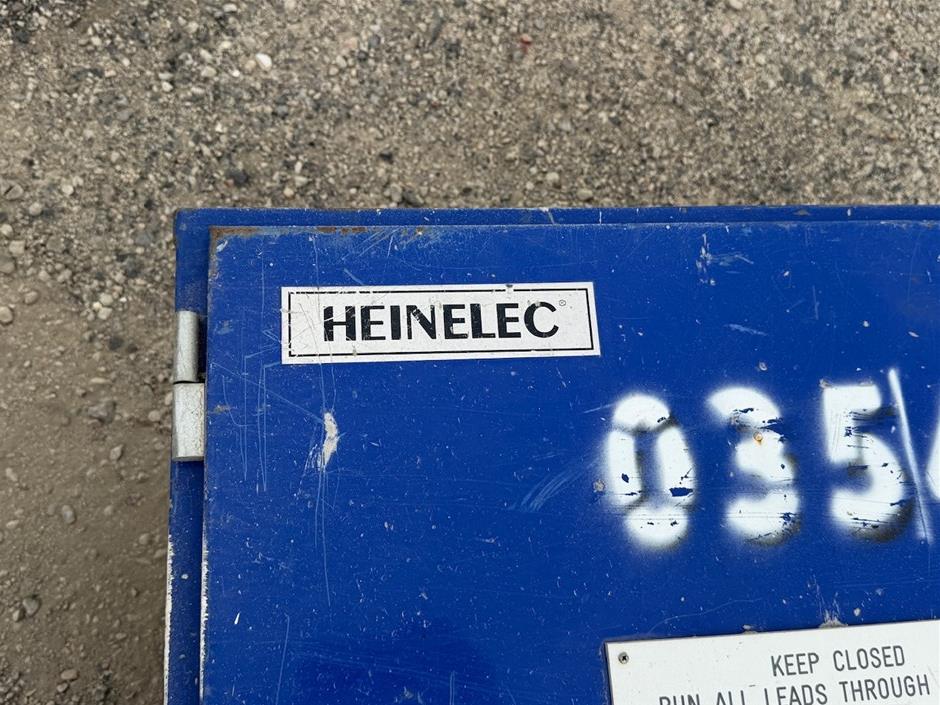 HEINELEC®
035/
KEEP CLOSED
RUN ALL LEADS THROUGH